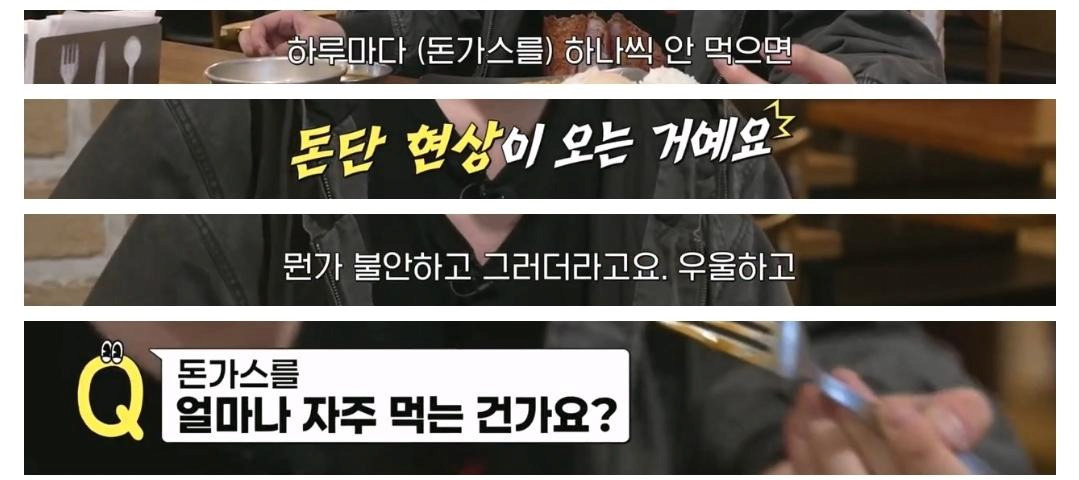 하루마다 (돈가스를) 하나씩 안 먹으면
돈단 현상이 오는 거예요
뭔가 불안하고 그러더라고요. 우울하고
Q
돈가스를
얼마나 자주 먹는 건가요?